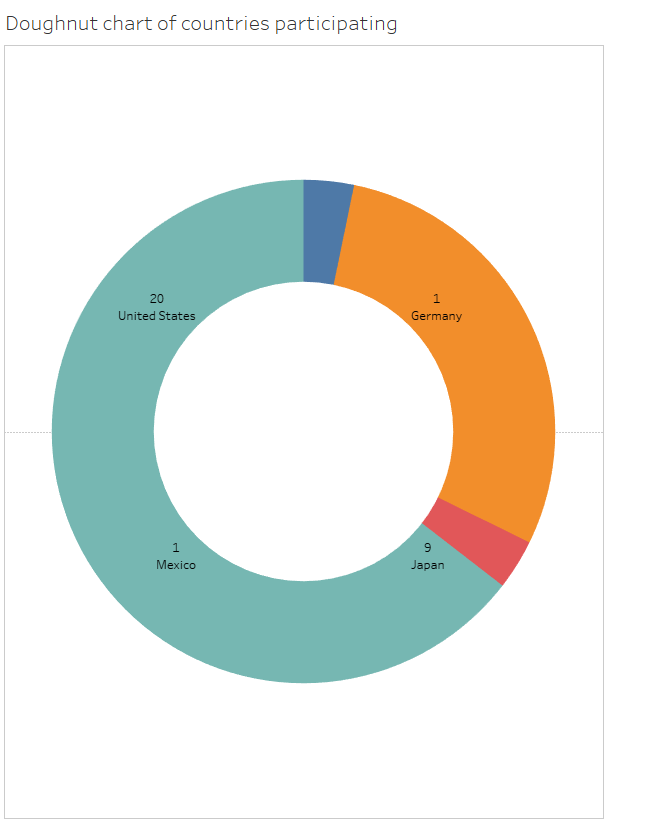 Doughnut chart of countries participating
20
United States
1
Germany
1
Mexico
9
Japan